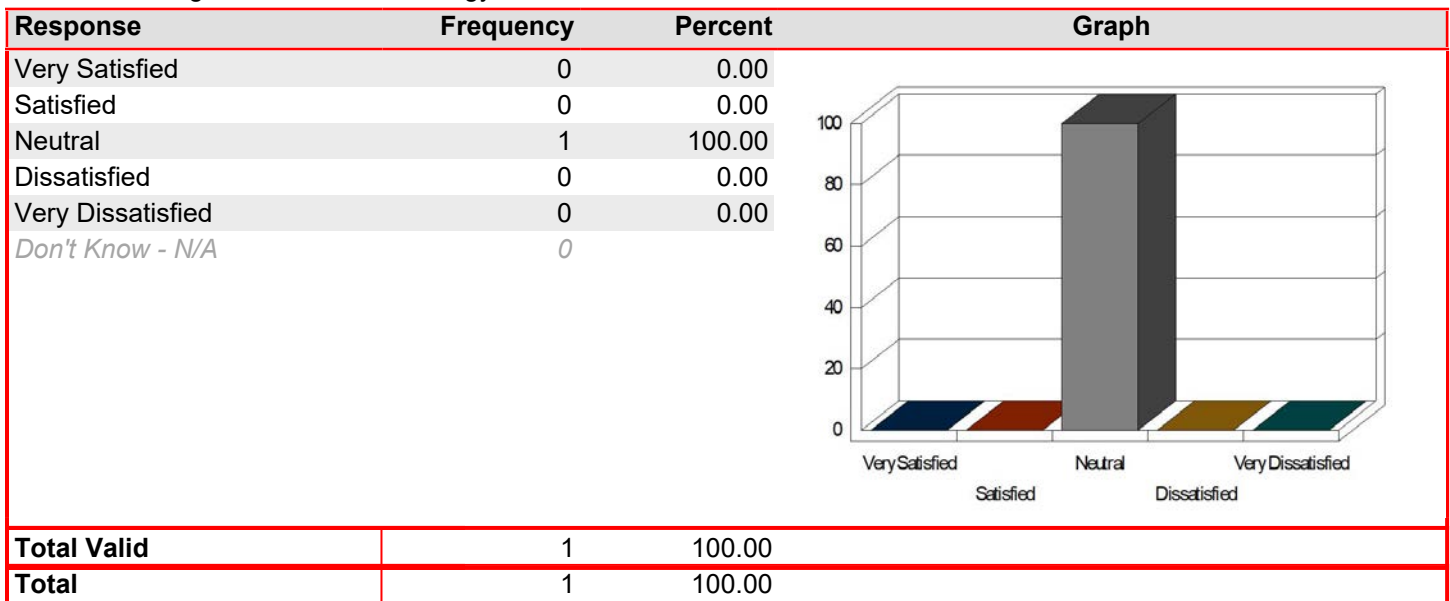 Response Frequency Percent Graph
Very Satisfied 0 0.00
Satisfied 0 0.00
Neutral 1 100.00
Dissatisfied 0 0.00
Very Dissatisfied 0 0.00
Don't Know - N/A 0
100
80
60
40
20
0
Very Satisfied Neutral Very Dissatisfied
Satisfied Dissatisfied
Total Valid 1 100.00
Total 1 100.00